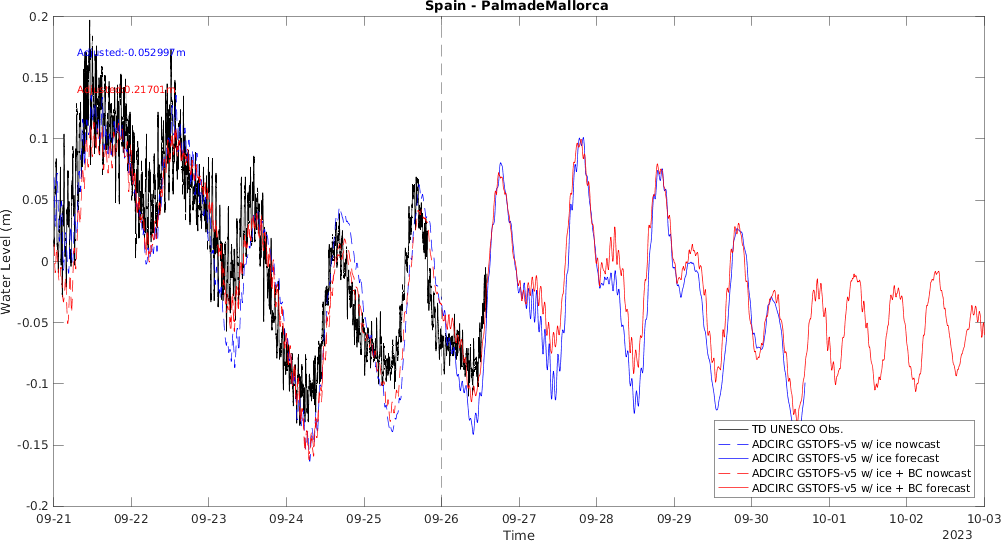 Spain - PalmadeMallorca
Adjusted:-0.052997m
Adjusted:0.21701m
Water Level (m)
0.2
0.15
0.1
0.05
0
-0.05
-0.1
-0.15
-0.2
TD UNESCO Obs.
ADCIRC GSTOFS-v5 w/ ice nowcast
ADCIRC GSTOFS-v5 w/ ice forecast
ADCIRC GSTOFS-v5 w/ ice + BC nowcast
ADCIRC GSTOFS-v5 w/ ice + BC forecast
09-21 09-22 09-23 09-24 09-25 09-26 09-27 09-28 09-29 09-30 10-01 10-02 10-03
Time
2023